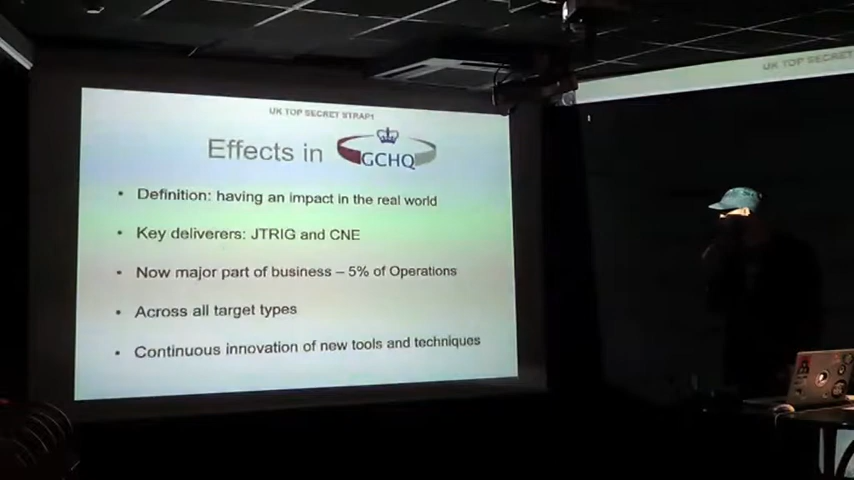 UK TOP SECRET STRAP1
Effects in GCHQ
• Definition: having an impact in the real world
• Key deliverers: JTRIG and CNE
• Now major part of business – 5% of Operations
• Across all target types
• Continuous innovation of new tools and techniques
UK TOP SECRET